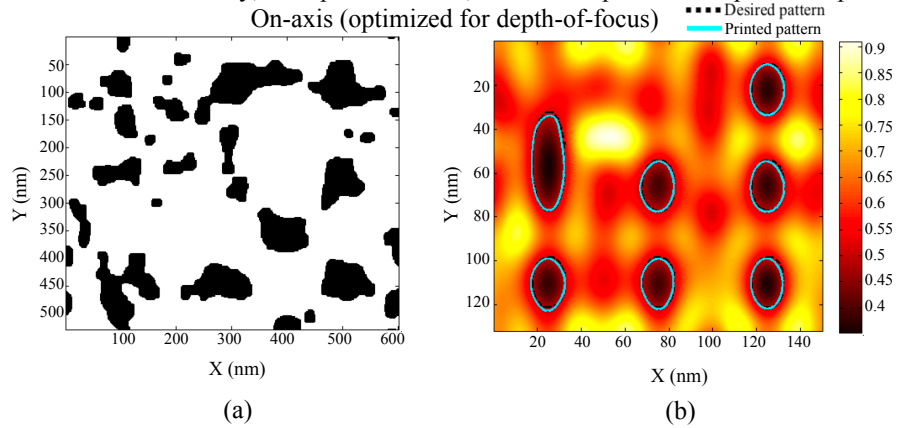 On-axis (optimized for depth-of-focus)
Desired pattern
Printed pattern
50
100
150
200
250
300
350
400
450
500
Y (nm)
100 200 300 400 500 600
X (nm)
(a)
20
40
60
80
100
120
Y (nm)
20 40 60 80 100 120 140
X (nm)
(b)
0.9
0.85
0.8
0.75
0.7
0.65
0.6
0.55
0.5
0.45
0.4